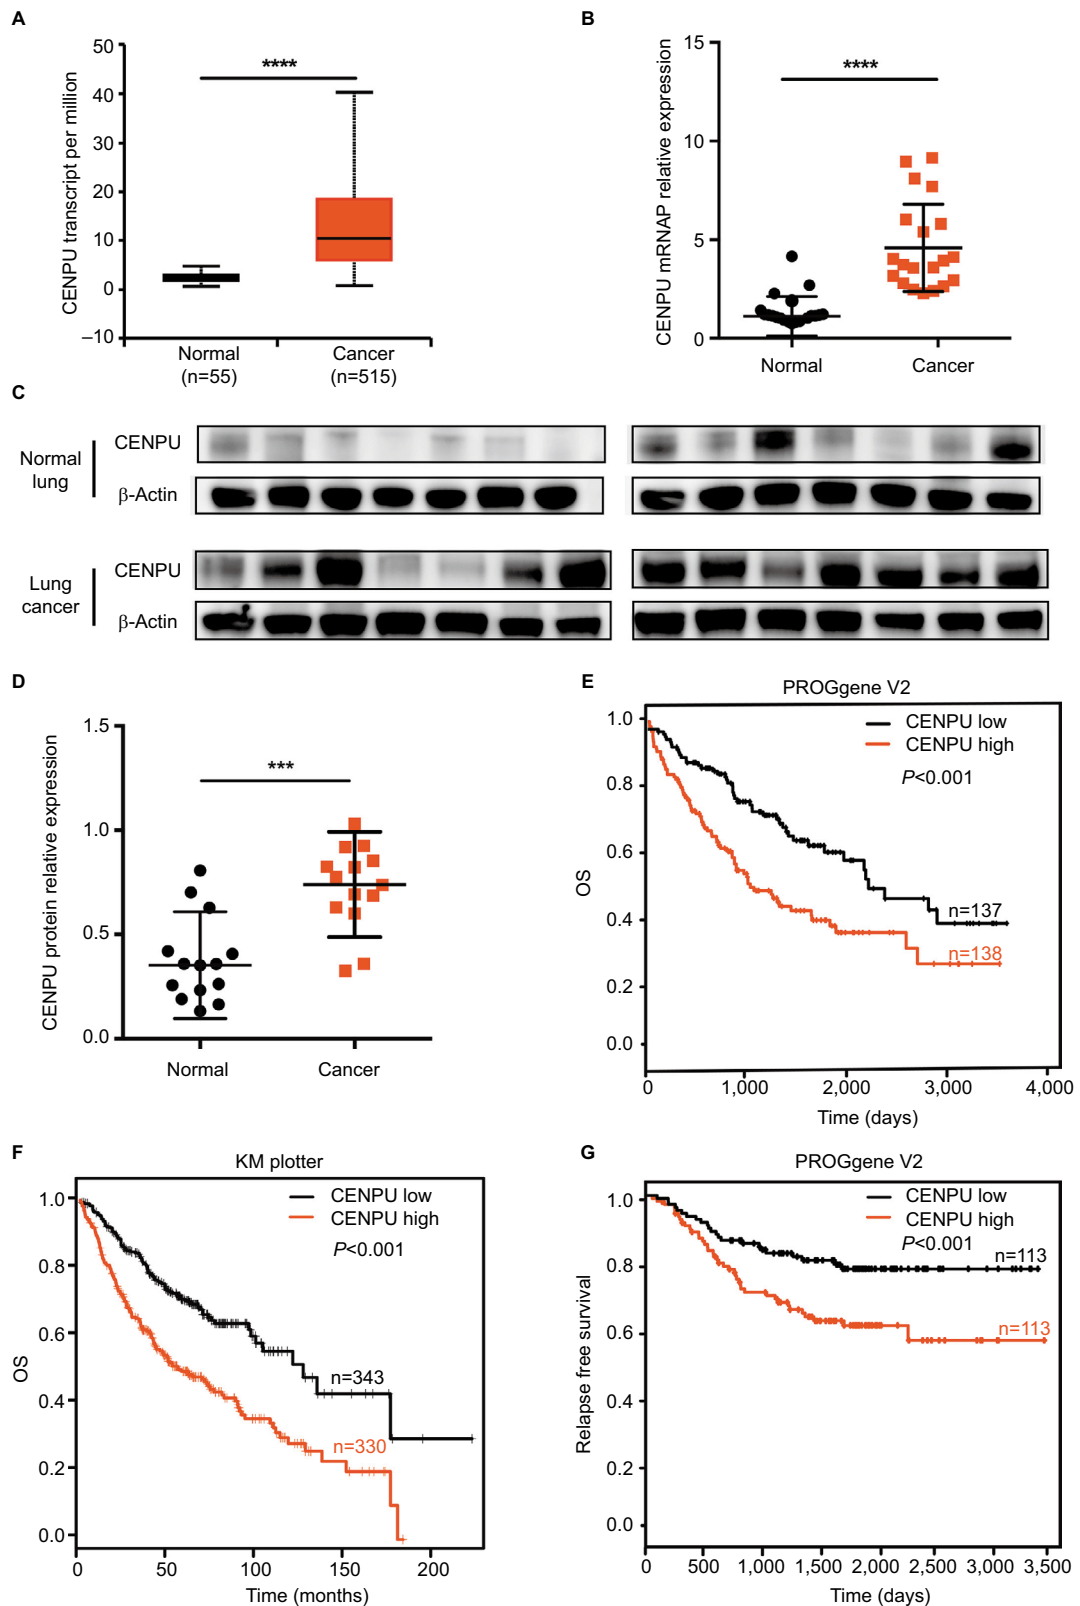 A
CENPU transcript per million
50
40
30
20
10
0
–10
****
Normal
(n=55)
Cancer
(n=515)
B
CENPU mRNAP relative expression
15
10
5
0
****
Normal
Cancer
C
Normal
lung
CENPU
β-Actin
Lung
cancer
CENPU
β-Actin
D
CENPU protein relative expression
1.5
1.0
0.5
0.0
***
Normal
Cancer
E
PROGgene V2
OS
1.0
0.8
0.6
0.4
0.2
0.0
CENPU low
CENPU high
P<0.001
n=137
n=138
0
1,000
2,000
3,000
4,000
Time (days)
F
KM plotter
OS
1.0
0.8
0.6
0.4
0.2
0.0
CENPU low
CENPU high
P<0.001
n=343
n=330
0
50
100
150
200
Time (months)
G
PROGgene V2
Relapse free survival
1.0
0.8
0.6
0.4
0.2
0.0
CENPU low
CENPU high
P<0.001
n=113
n=113
0
500
1,000
1,500
2,000
2,500
3,000
3,500
Time (days)